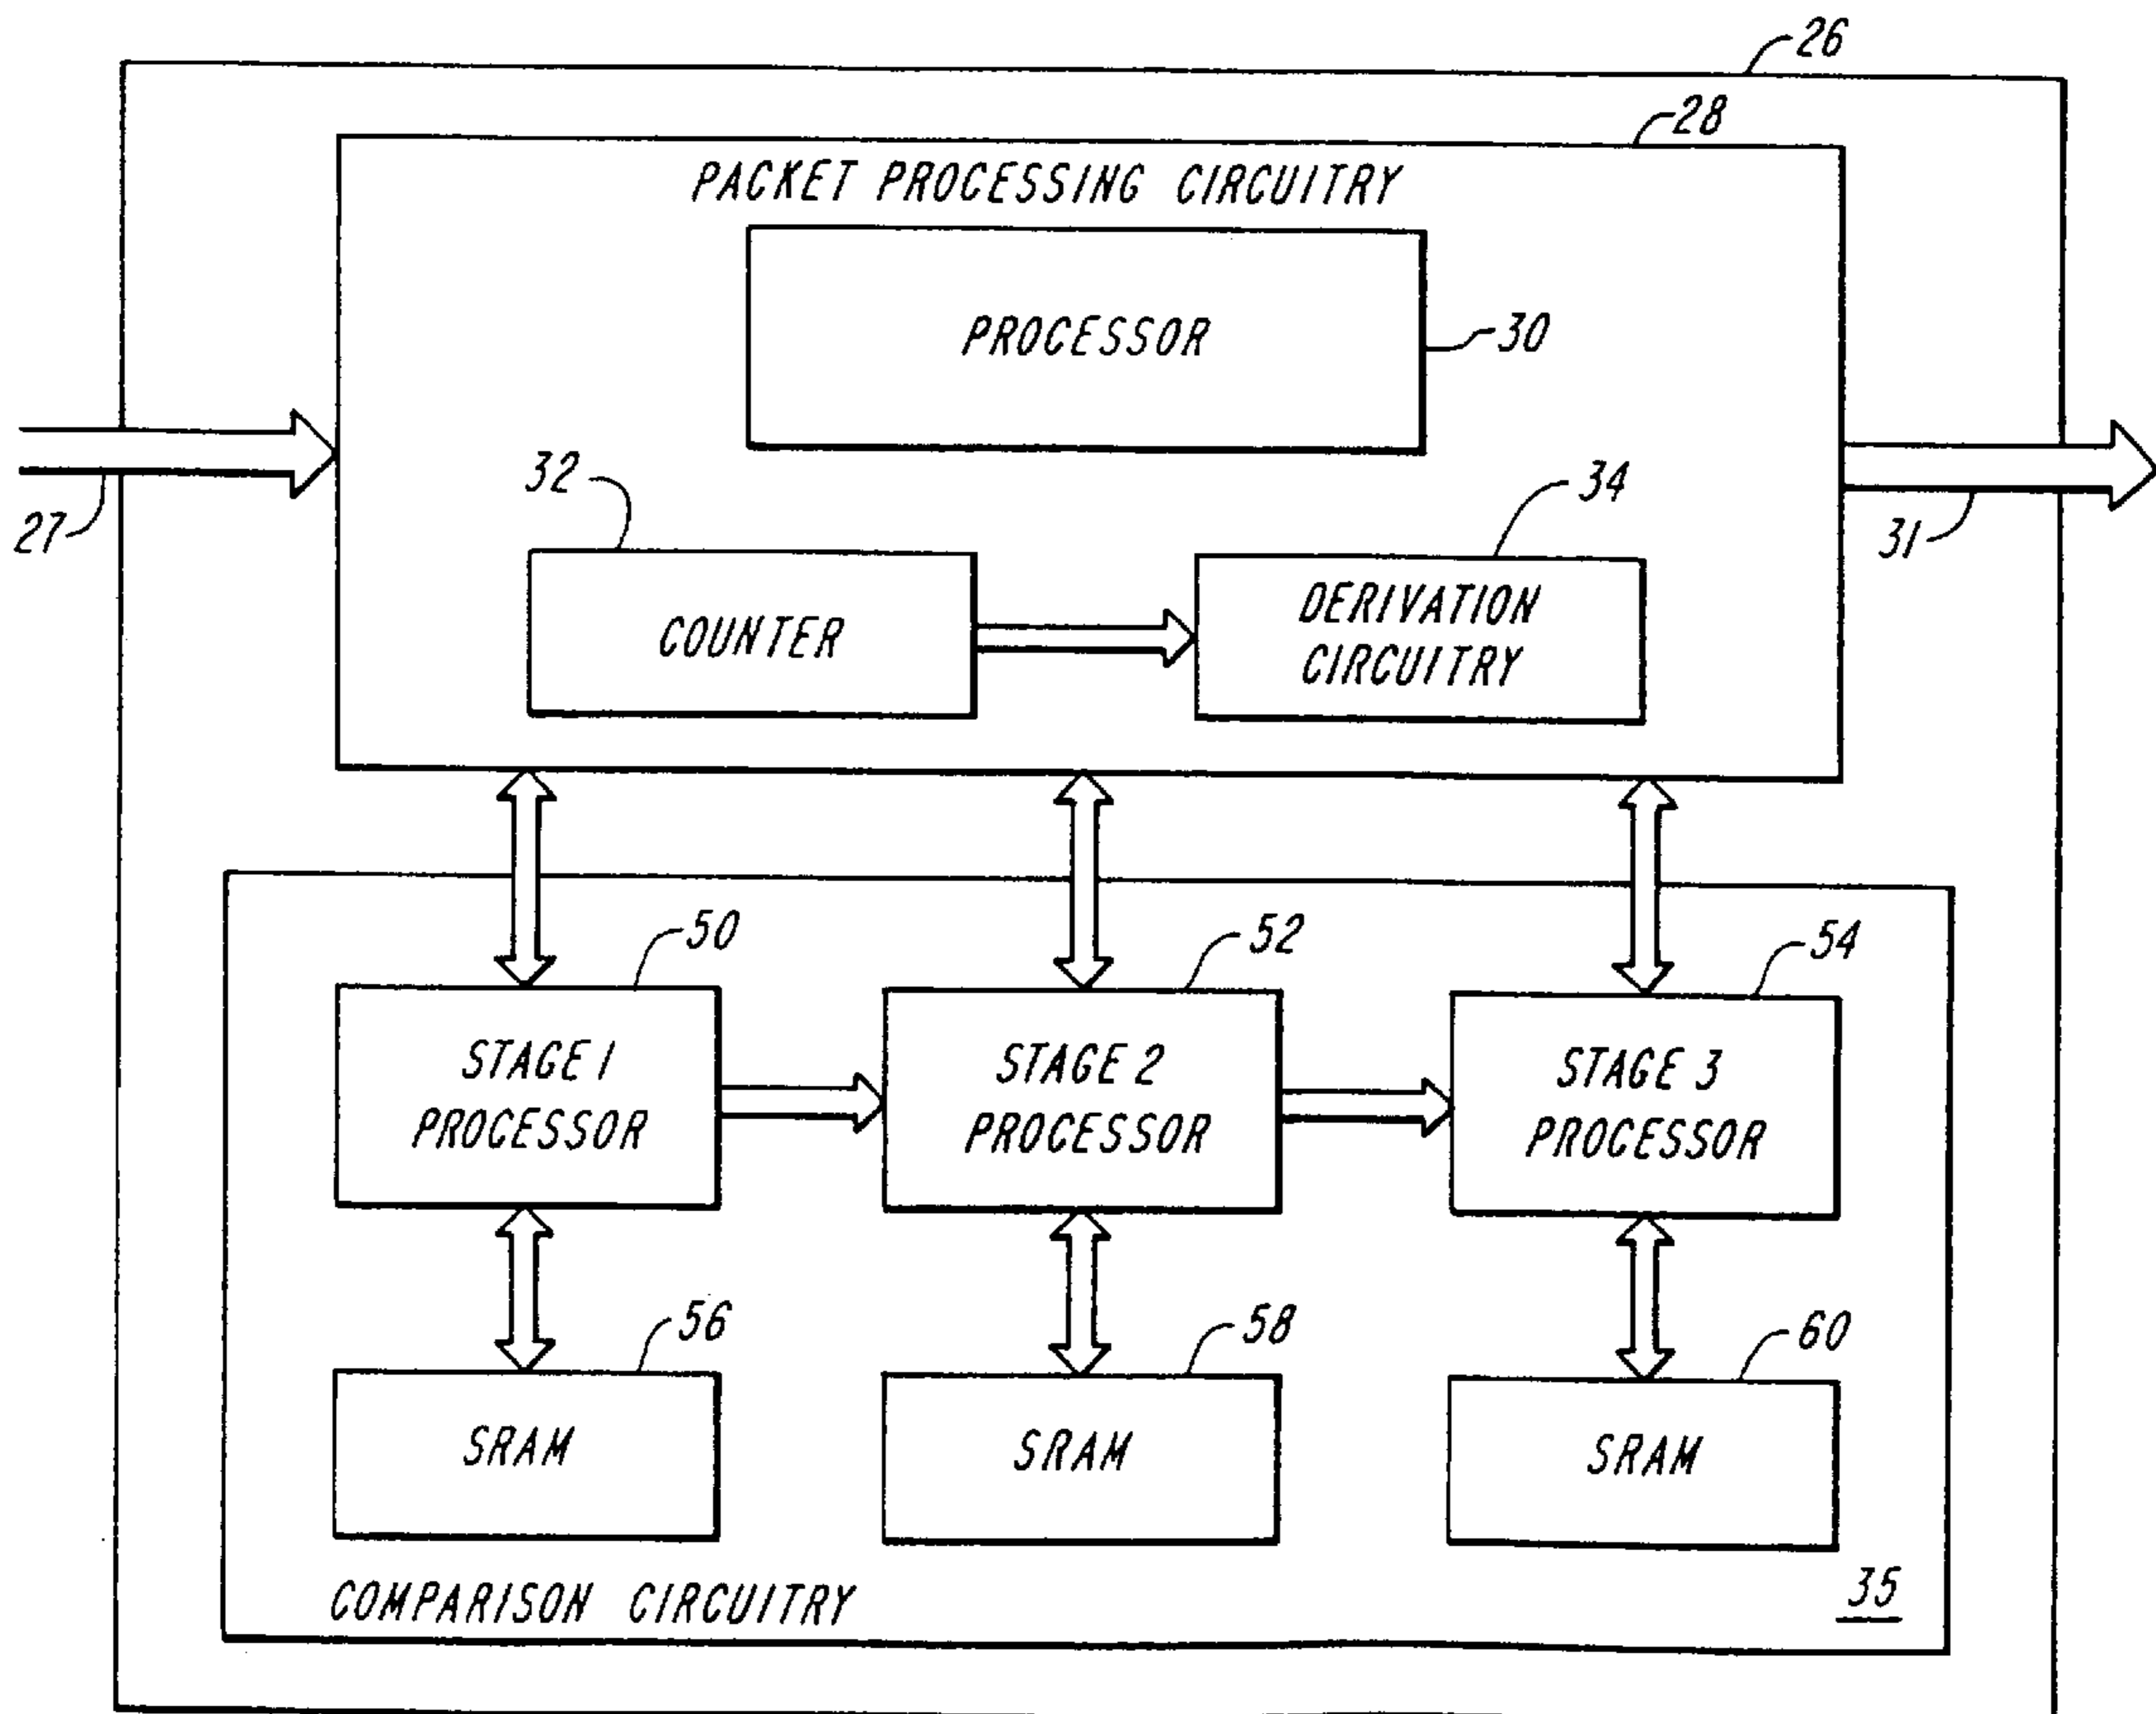 26
28
PACKET PROCESSING CIRCUITRY
PROCESSOR
30
27
31
32
34
COUNTER
DERIVATION
CIRCUITRY
50
52
54
STAGE 1
PROCESSOR
STAGE 2
PROCESSOR
STAGE 3
PROCESSOR
56
58
60
SRAM
SRAM
SRAM
COMPARISON CIRCUITRY
35